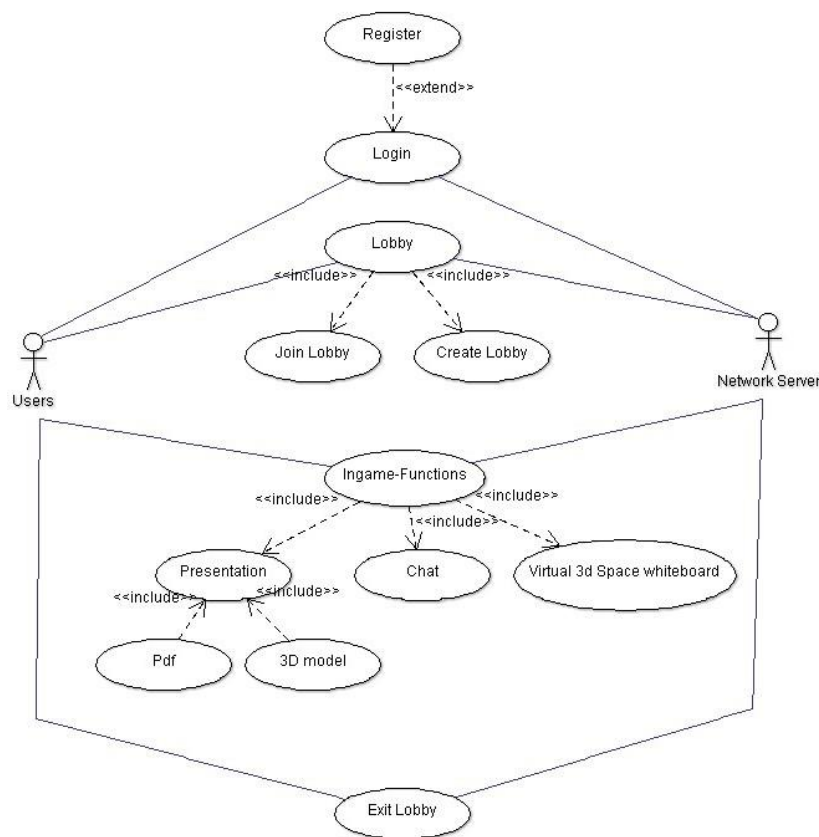 Register
<<extend>>
Login
Lobby
<<include>>
<<include>>
Join Lobby
Create Lobby
Users
Network Server
Ingame-Functions
<<include>>
<<include>>
<<include>>
Presentation
Chat
Virtual 3d Space whiteboard
<<include>>
<<include>>
Pdf
3D model
Exit Lobby